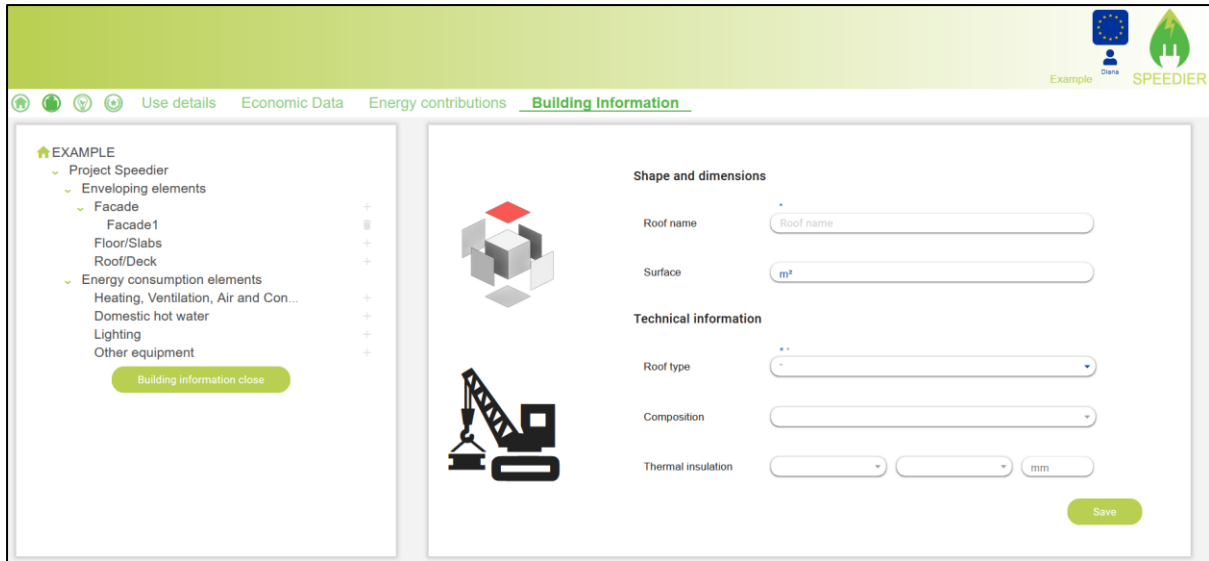 Diana
Example
SPEEDIER
Use details Economic Data Energy contributions Building Information
EXAMPLE
Project Speedier
Enveloping elements
Facade
Facade1
Floor/Slabs
Roof/Deck
Energy consumption elements
Heating, Ventilation, Air and Con...
Domestic hot water
Lighting
Other equipment
Building information close
Shape and dimensions
Roof name Roof name
Surface m²
Technical information
Roof type
Composition
Thermal insulation mm
Save